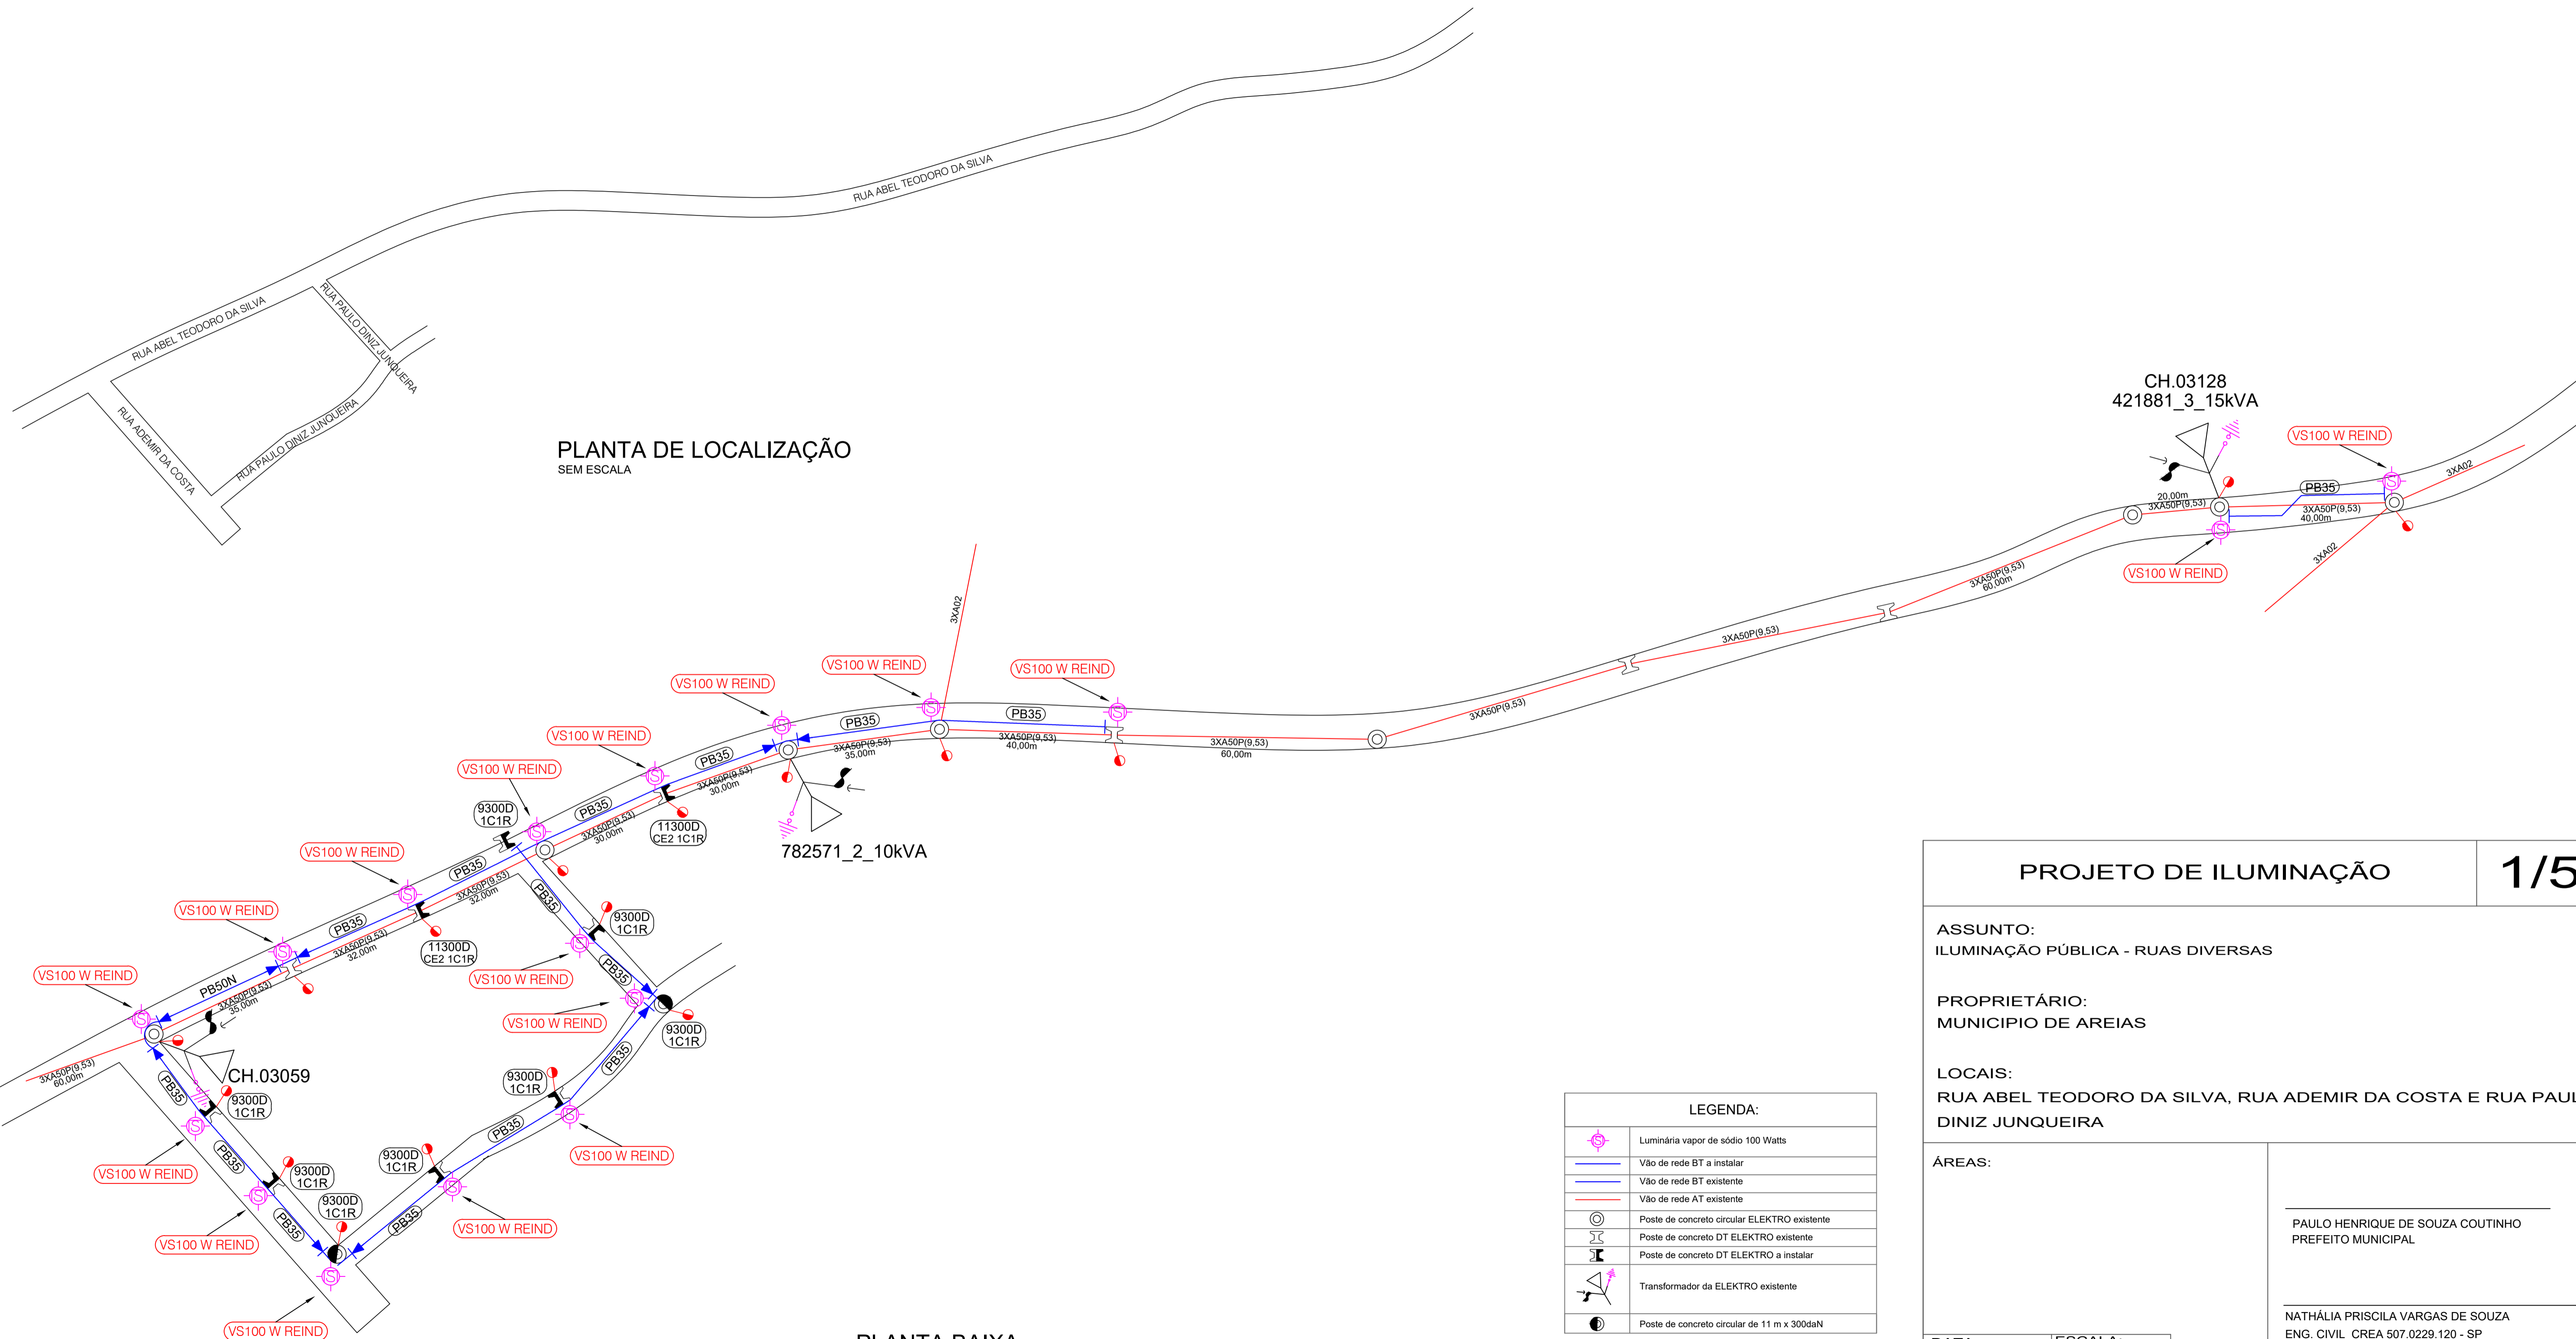 RUA ABEL TEODORO DA SILVA
RUA ABEL TEODORO DA SILVA
RUA PAULO DINIZ JUNQUEIRA
RUA ADEMIR DA COSTA
RUA PAULO DINIZ JUNQUEIRA
PLANTA DE LOCALIZAÇÃO
SEM ESCALA
CH.03128
421881_3_15kVA
VS100 W REIND
3XA02
PB35
20,00m
3XA50P(9,53)
3XA50P(9,53)
40,00m
3XA02
VS100 W REIND
3XA50P(9,53)
60,00m
3XA50P(9,53)
3XA50P(9,53)
3XA02
VS100 W REIND
VS100 W REIND
VS100 W REIND
PB35
PB35
3XA50P(9,53)
35,00m
3XA50P(9,53)
40,00m
3XA50P(9,53)
60,00m
VS100 W REIND
PB35
3XA50P(9,53)
30,00m
VS100 W REIND
9300D
1C1R
PB35
3XA50P(9,53)
30,00m
11300D
CE2 1C1R
782571_2_10kVA
VS100 W REIND
PB35
3XA50P(9,53)
32,00m
VS100 W REIND
PB35
3XA50P(9,53)
32,00m
11300D
CE2 1C1R
PB35
9300D
1C1R
VS100 W REIND
PB35
VS100 W REIND
9300D
1C1R
VS100 W REIND
PB50N
3XA50P(9,53)
35,00m
3XA50P(9,53)
60,00m
CH.03059
PB35
9300D
1C1R
VS100 W REIND
PB35
9300D
1C1R
VS100 W REIND
PB35
9300D
1C1R
VS100 W REIND
PB35
9300D
1C1R
VS100 W REIND
PB35
9300D
1C1R
VS100 W REIND
PB35
PLANTA BAIXA
LEGENDA:
Luminária vapor de sódio 100 Watts
Vão de rede BT a instalar
Vão de rede BT existente
Vão de rede AT existente
Poste de concreto circular ELEKTRO existente
Poste de concreto DT ELEKTRO existente
Poste de concreto DT ELEKTRO a instalar
Transformador da ELEKTRO existente
Poste de concreto circular de 11 m x 300daN
PROJETO DE ILUMINAÇÃO
1/5
ASSUNTO:
ILUMINAÇÃO PÚBLICA - RUAS DIVERSAS
PROPRIETÁRIO:
MUNICIPIO DE AREIAS
LOCAIS:
RUA ABEL TEODORO DA SILVA, RUA ADEMIR DA COSTA E RUA PAUL
DINIZ JUNQUEIRA
ÁREAS:
PAULO HENRIQUE DE SOUZA COUTINHO
PREFEITO MUNICIPAL
NATHÁLIA PRISCILA VARGAS DE SOUZA
ENG. CIVIL CREA 507.0229.120 - SP
ESCALA: